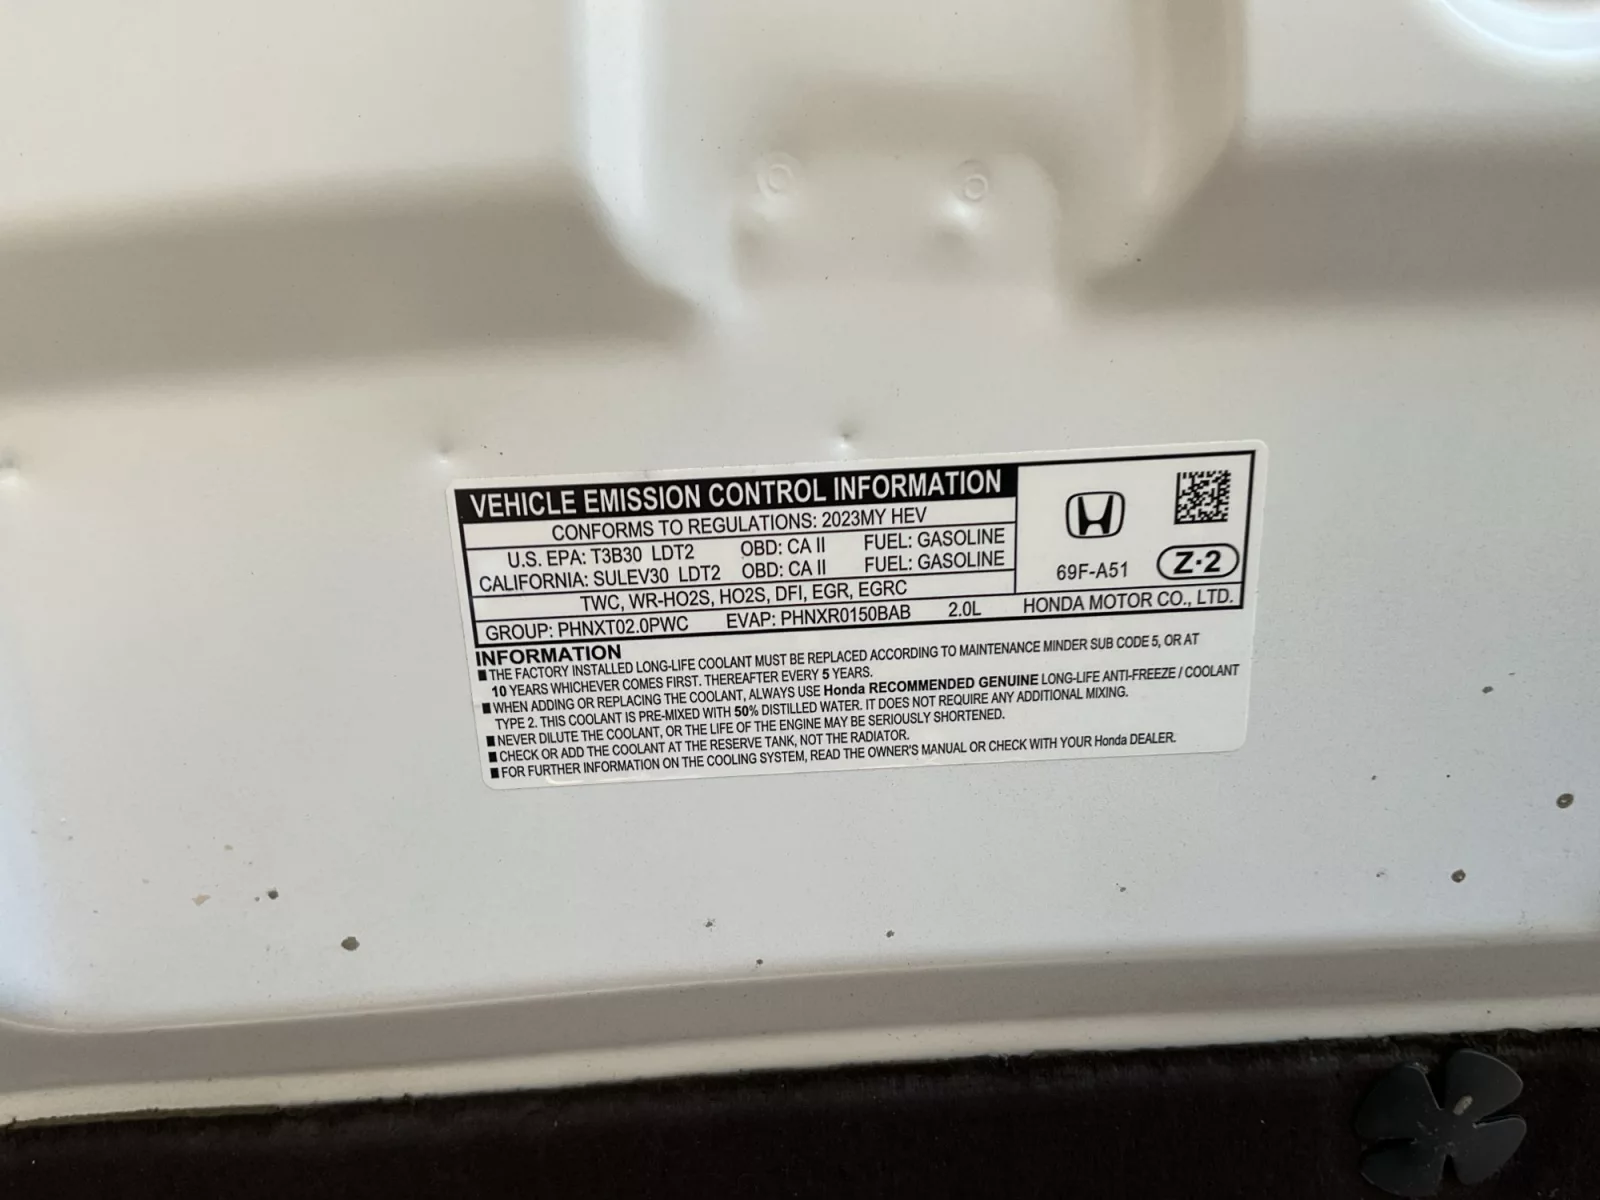 VEHICLE EMISSION CONTROL INFORMATION
CONFORMS TO REGULATIONS: 2023MY HEV
U.S. EPA: T3B30 LDT2 OBD: CA II FUEL: GASOLINE
CALIFORNIA: SULEV30 LDT2 OBD: CA II FUEL: GASOLINE
TWC, WR-HO2S, HO2S, DFI, EGR, EGRC
GROUP: PHNXT02.0PWC EVAP: PHNXR0150BAB 2.0L
69F-A51 Z·2
HONDA MOTOR CO., LTD.
INFORMATION
■ THE FACTORY INSTALLED LONG-LIFE COOLANT MUST BE REPLACED ACCORDING TO MAINTENANCE MINDER SUB CODE 5, OR AT
10 YEARS WHICHEVER COMES FIRST. THEREAFTER EVERY 5 YEARS.
■ WHEN ADDING OR REPLACING THE COOLANT, ALWAYS USE Honda RECOMMENDED GENUINE LONG-LIFE ANTI-FREEZE / COOLANT
TYPE 2. THIS COOLANT IS PRE-MIXED WITH 50% DISTILLED WATER. IT DOES NOT REQUIRE ANY ADDITIONAL MIXING.
■ NEVER DILUTE THE COOLANT, OR THE LIFE OF THE ENGINE MAY BE SERIOUSLY SHORTENED.
■ CHECK OR ADD THE COOLANT AT THE RESERVE TANK, NOT THE RADIATOR.
■ FOR FURTHER INFORMATION ON THE COOLING SYSTEM, READ THE OWNER'S MANUAL OR CHECK WITH YOUR Honda DEALER.